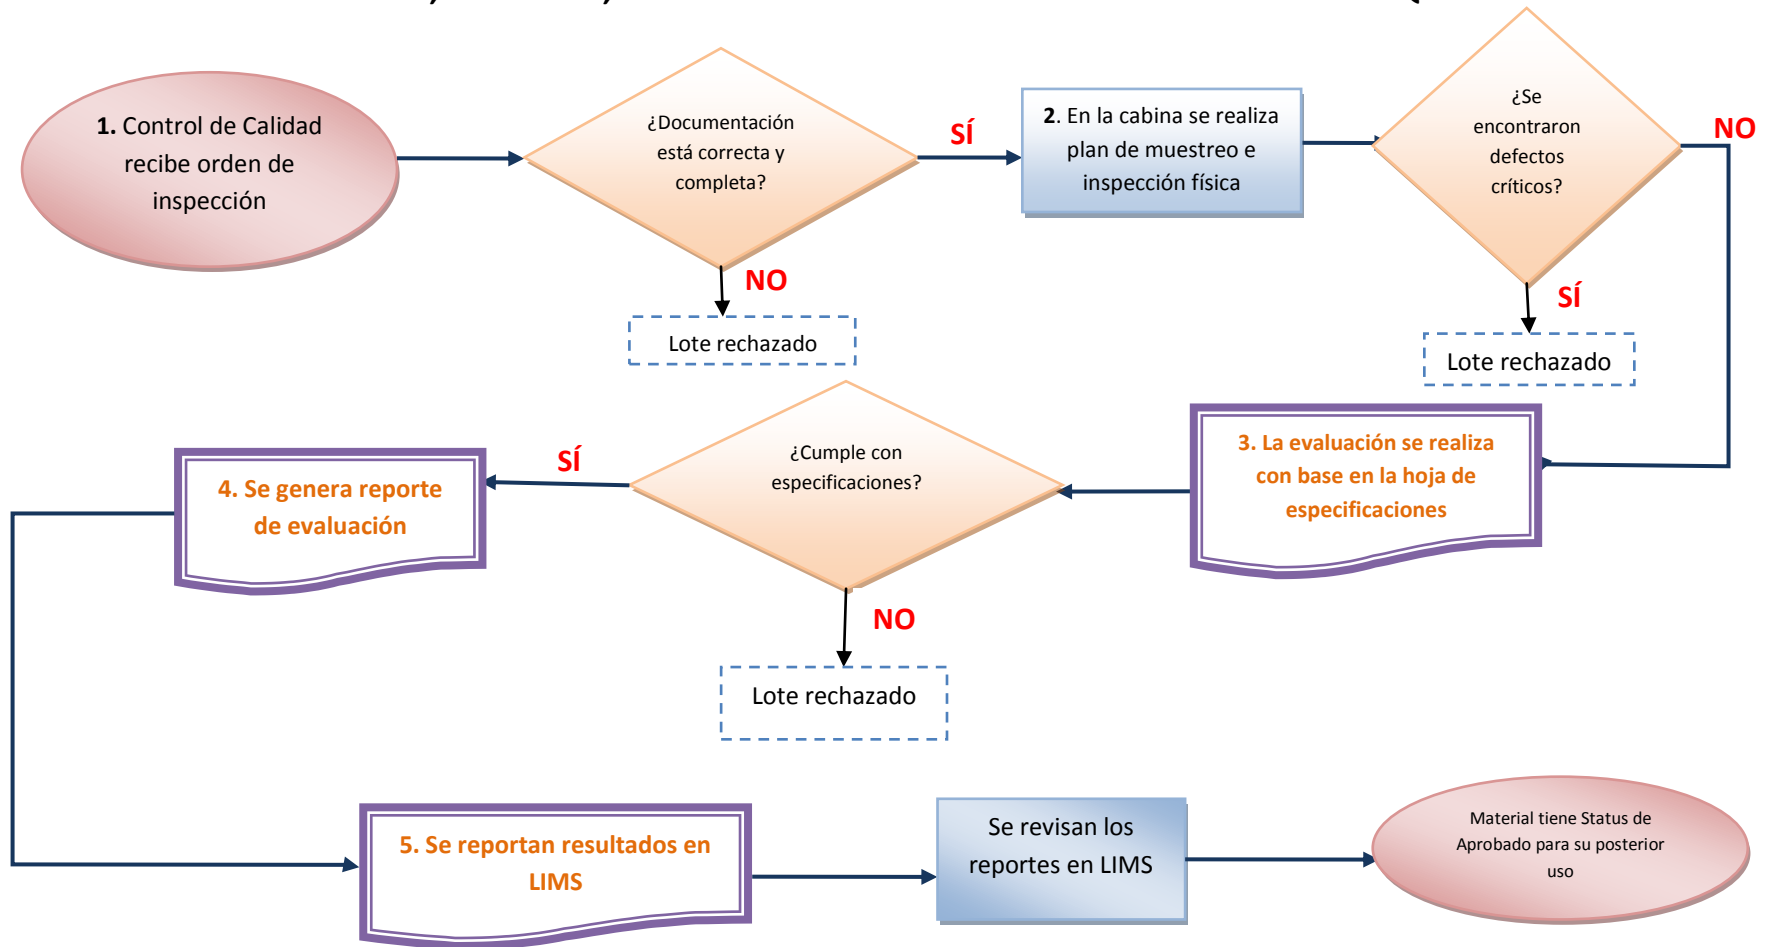 1. Control de Calidad
recibe orden de
inspección
¿Documentación
está correcta y
completa?
SÍ
2. En la cabina se realiza
plan de muestreo e
inspección física
¿Se
encontraron
defectos
críticos?
NO
NO
Lote rechazado
SÍ
Lote rechazado
3. La evaluación se realiza
con base en la hoja de
especificaciones
¿Cumple con
especificaciones?
SÍ
4. Se genera reporte
de evaluación
NO
Lote rechazado
5. Se reportan resultados en
LIMS
Se revisan los
reportes en LIMS
Material tiene Status de
Aprobado para su posterior
uso